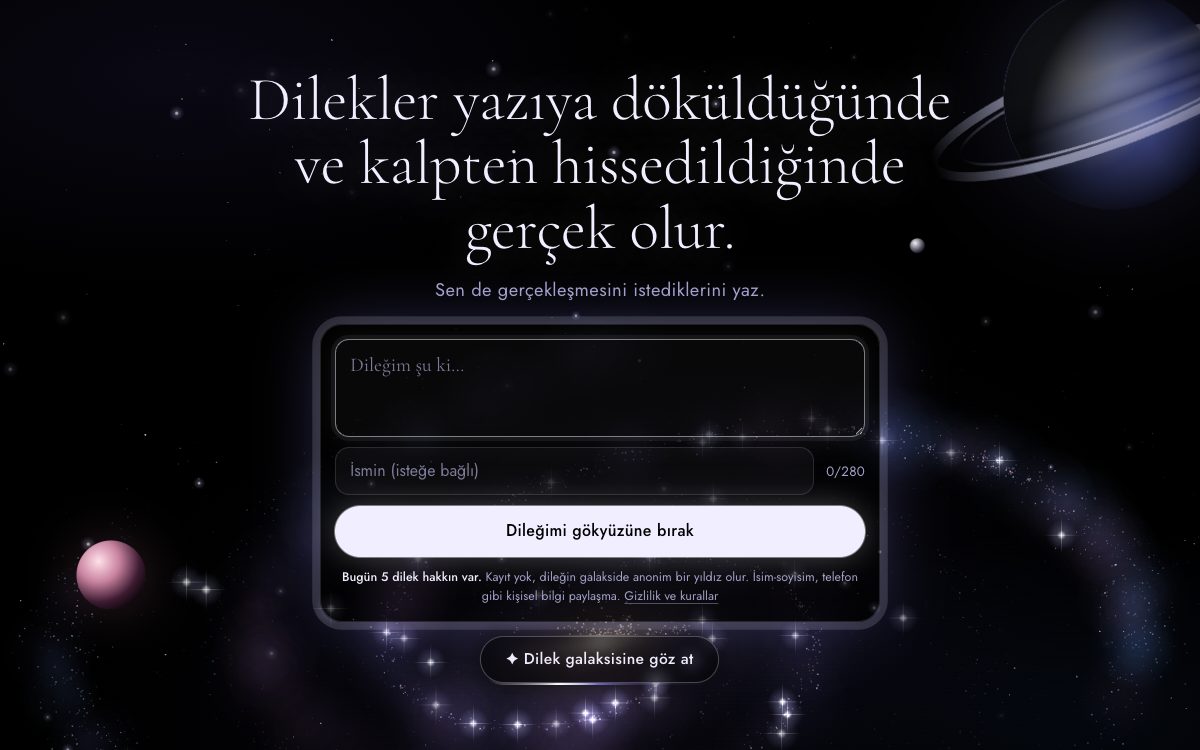 Dilekler yazıya döküldüğünde
ve kalpten hissedildiğinde
gerçek olur.
Sen de gerçekleşmesini istediklerini yaz.
Dileğim şu ki...
İsmin (isteğe bağlı)
0/280
Dileğimi gökyüzüne bırak
Bugün 5 dilek hakkın var. Kayıt yok, dileğin galakside anonim bir yıldız olur. İsim-soyisim, telefon
gibi kişisel bilgi paylaşma. Gizlilik ve kurallar
✦ Dilek galaksisine göz at